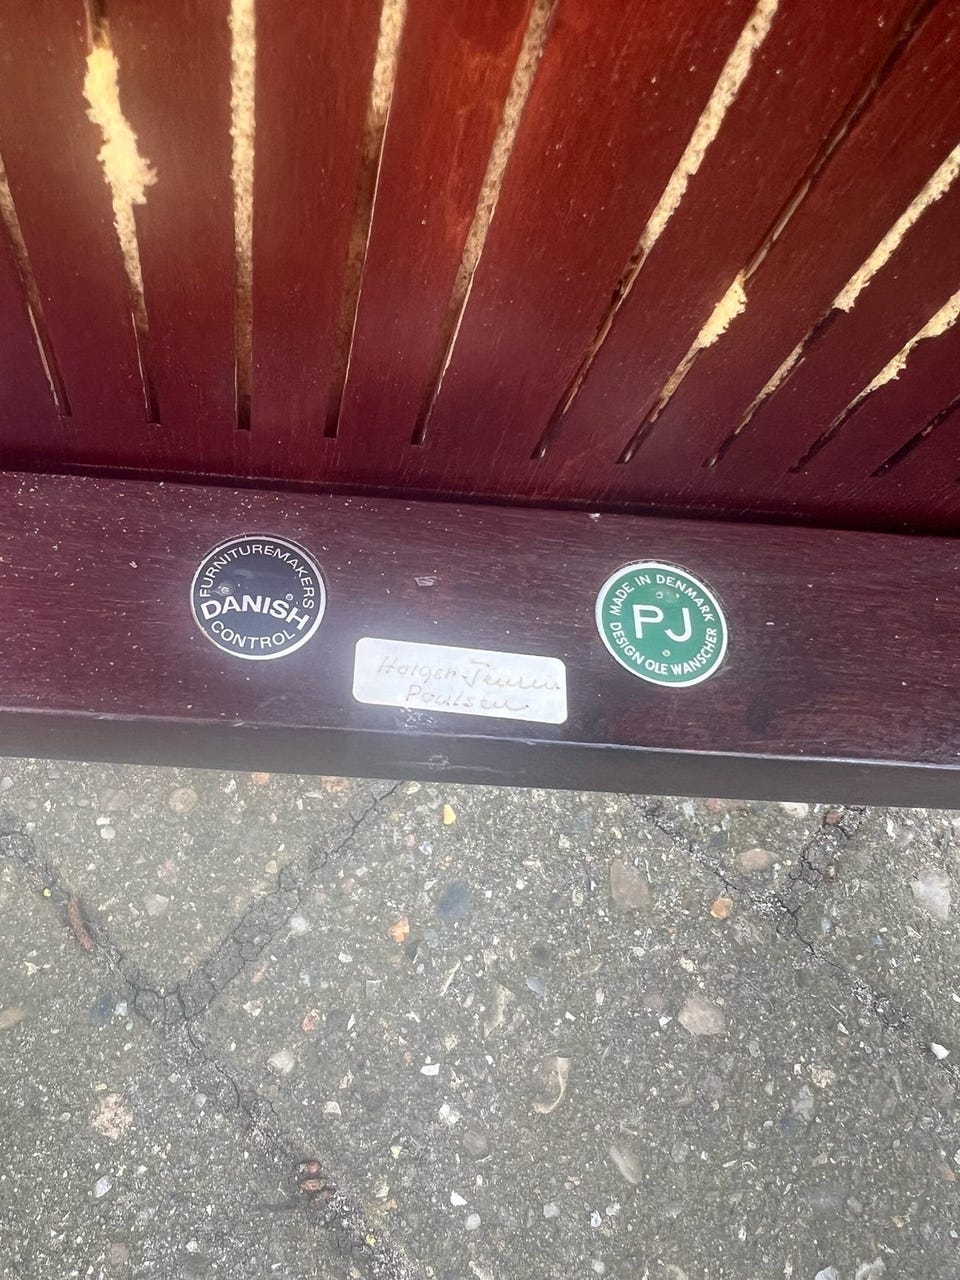 FURNITUREMAKERS
DANISH
CONTROL
Holger-Jensen
Poulsen
MADE IN DENMARK
PJ
DESIGN OLE WANSCHER